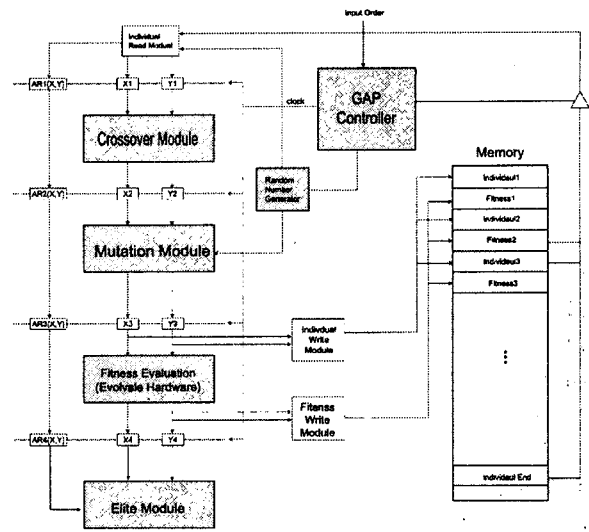 Input Order
Individual
Read Modual
AR1(X,Y)
X1
Y1
clock
GAP
Controller
Crossover Module
Memory
Random
Number
Generator
Individaul1
Fitness1
Individaul2
Fitness2
Individaul3
Fitness3
AR2(X,Y)
X2
Y2
Mutation Module
AR3(X,Y)
X3
Y3
Indivdual
Write
Module
Fitness Evaluation
(Evolvale Hardware)
Fitenss
Write
Module
AR4(X,Y)
X4
Y4
Individaul End
Elite Module